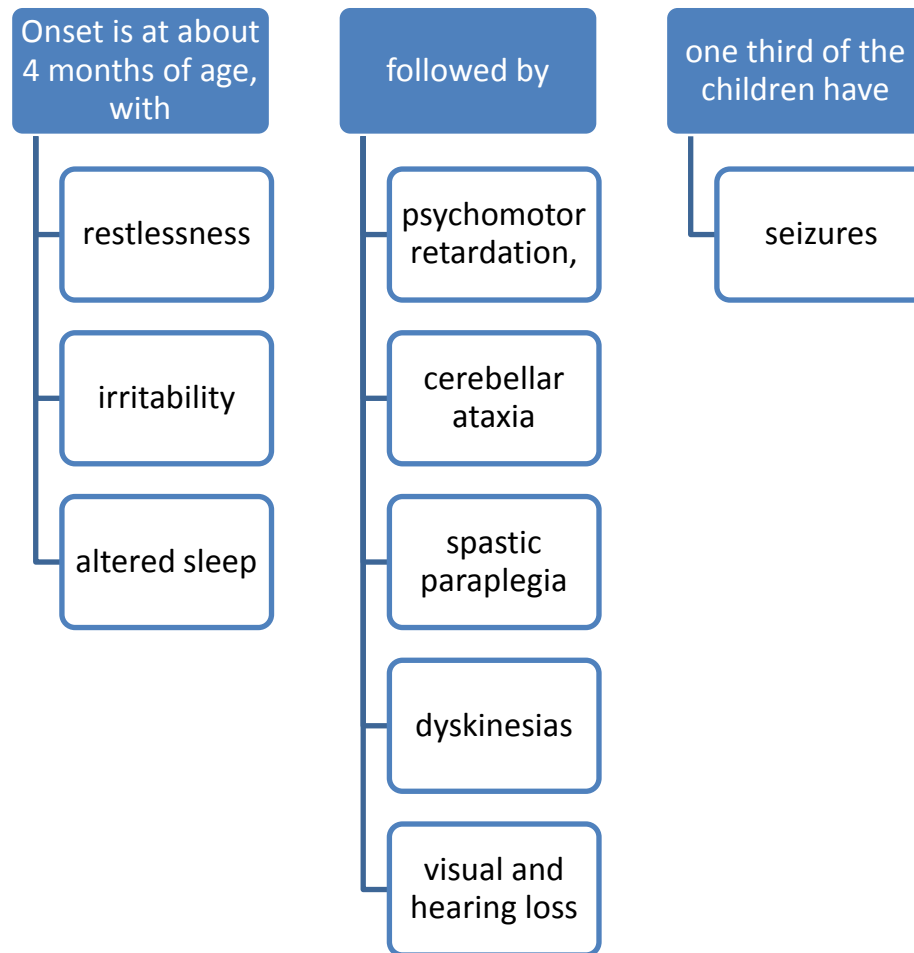 Onset is at about
4 months of age,
with
restlessness
irritability
altered sleep
followed by
psychomotor
retardation,
cerebellar
ataxia
spastic
paraplegia
dyskinesias
visual and
hearing loss
one third of the
children have
seizures